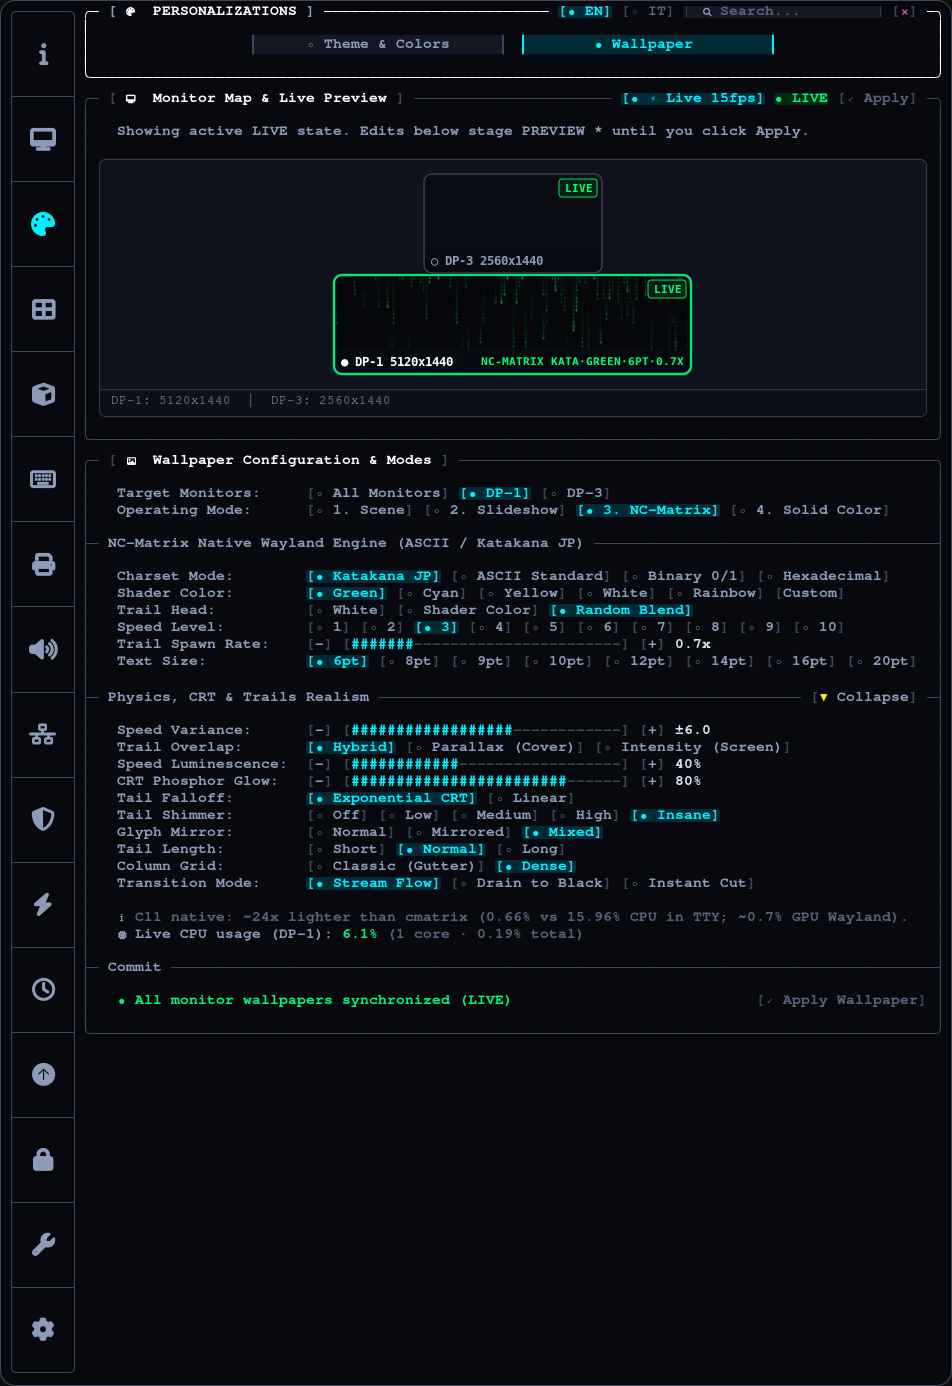 [ PERSONALIZATIONS ] [● EN] [○ IT] Search... [×]
○ Theme & Colors ● Wallpaper
[ Monitor Map & Live Preview ] [● ⚡ Live 15fps] ● LIVE [✓ Apply]
Showing active LIVE state. Edits below stage PREVIEW * until you click Apply.
LIVE
○ DP-3 2560x1440
LIVE
● DP-1 5120x1440 NC-MATRIX KATA·GREEN·6PT·0.7X
DP-1: 5120x1440 | DP-3: 2560x1440
[ Wallpaper Configuration & Modes ]
Target Monitors: [○ All Monitors] [● DP-1] [○ DP-3]
Operating Mode: [○ 1. Scene] [○ 2. Slideshow] [● 3. NC-Matrix] [○ 4. Solid Color]
NC-Matrix Native Wayland Engine (ASCII / Katakana JP)
Charset Mode: [● Katakana JP] [○ ASCII Standard] [○ Binary 0/1] [○ Hexadecimal]
Shader Color: [● Green] [○ Cyan] [○ Yellow] [○ White] [○ Rainbow] [Custom]
Trail Head: [○ White] [○ Shader Color] [● Random Blend]
Speed Level: [○ 1] [○ 2] [● 3] [○ 4] [○ 5] [○ 6] [○ 7] [○ 8] [○ 9] [○ 10]
Trail Spawn Rate: [-] [#######-----------------------] [+] 0.7x
Text Size: [● 6pt] [○ 8pt] [○ 9pt] [○ 10pt] [○ 12pt] [○ 14pt] [○ 16pt] [○ 20pt]
Physics, CRT & Trails Realism [▼ Collapse]
Speed Variance: [-] [##################------------] [+] ±6.0
Trail Overlap: [● Hybrid] [○ Parallax (Cover)] [○ Intensity (Screen)]
Speed Luminescence: [-] [############------------------] [+] 40%
CRT Phosphor Glow: [-] [########################------] [+] 80%
Tail Falloff: [● Exponential CRT] [○ Linear]
Tail Shimmer: [○ Off] [○ Low] [○ Medium] [○ High] [● Insane]
Glyph Mirror: [○ Normal] [○ Mirrored] [● Mixed]
Tail Length: [○ Short] [● Normal] [○ Long]
Column Grid: [○ Classic (Gutter)] [● Dense]
Transition Mode: [● Stream Flow] [○ Drain to Black] [○ Instant Cut]
i C11 native: ~24x lighter than cmatrix (0.66% vs 15.96% CPU in TTY; ~0.7% GPU Wayland).
Live CPU usage (DP-1): 6.1% (1 core · 0.19% total)
Commit
● All monitor wallpapers synchronized (LIVE) [✓ Apply Wallpaper]